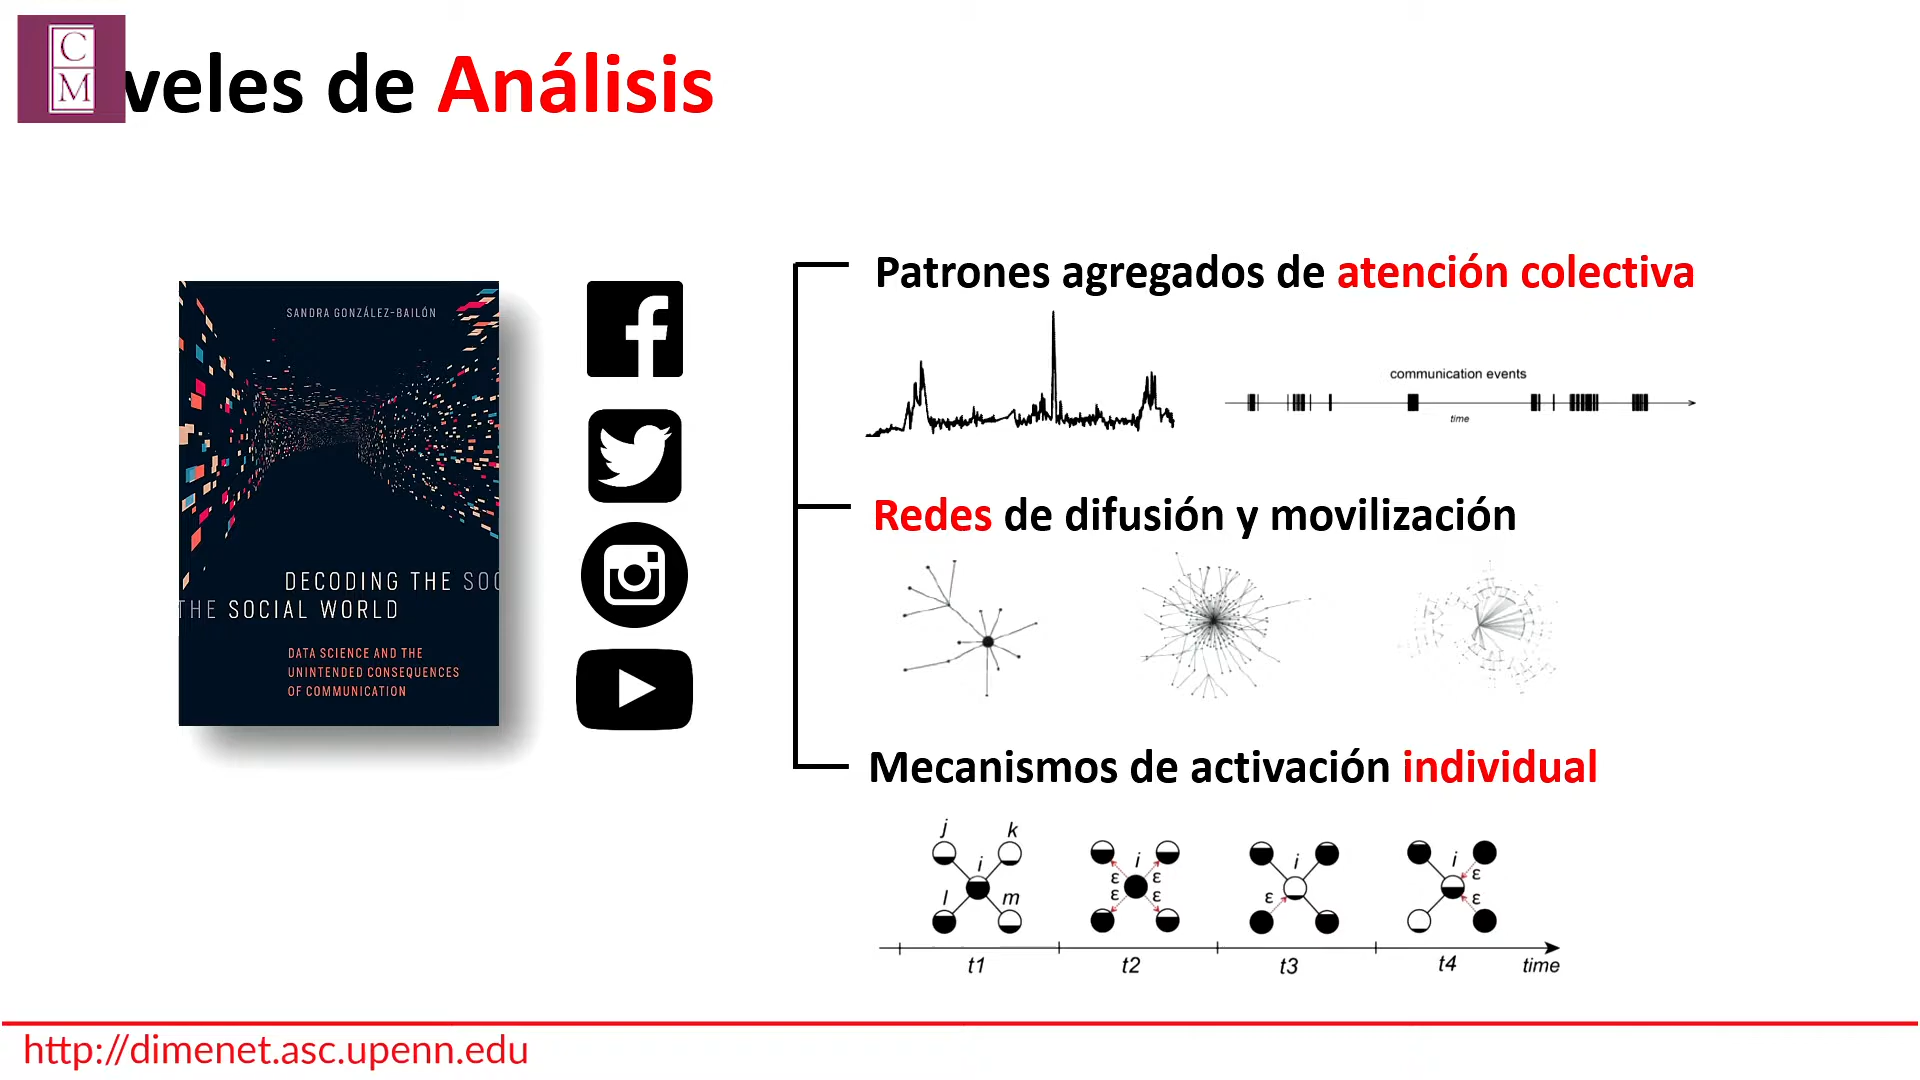 C
M
veles de Análisis
SANDRA GONZÁLEZ-BAILÓN
DECODING THE SOC
THE SOCIAL WORLD
DATA SCIENCE AND THE
UNINTENDED CONSEQUENCES
OF COMMUNICATION
Patrones agregados de atención colectiva
communication events
time
Redes de difusión y movilización
Mecanismos de activación individual
j k i l m
i ε ε ε ε
i ε
i ε ε
t1 t2 t3 t4 time
http://dimenet.asc.upenn.edu